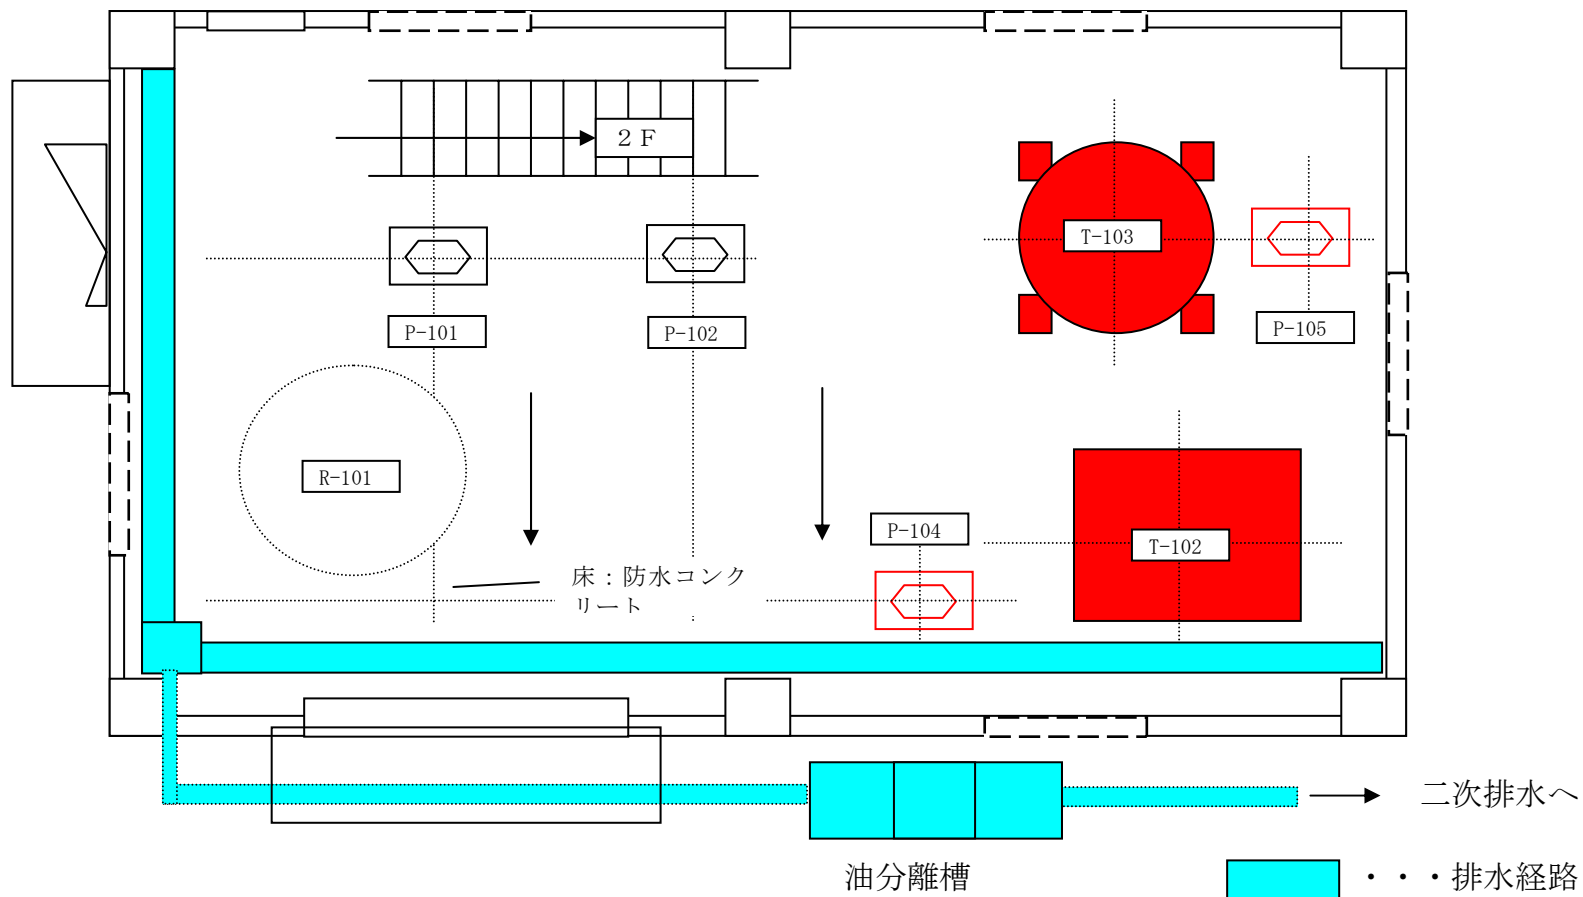 ２Ｆ
T-103
P-101
P-102
P-105
R-101
P-104
T-102
床：防水コンク
リート
二次排水へ
油分離槽
・・・排水経路